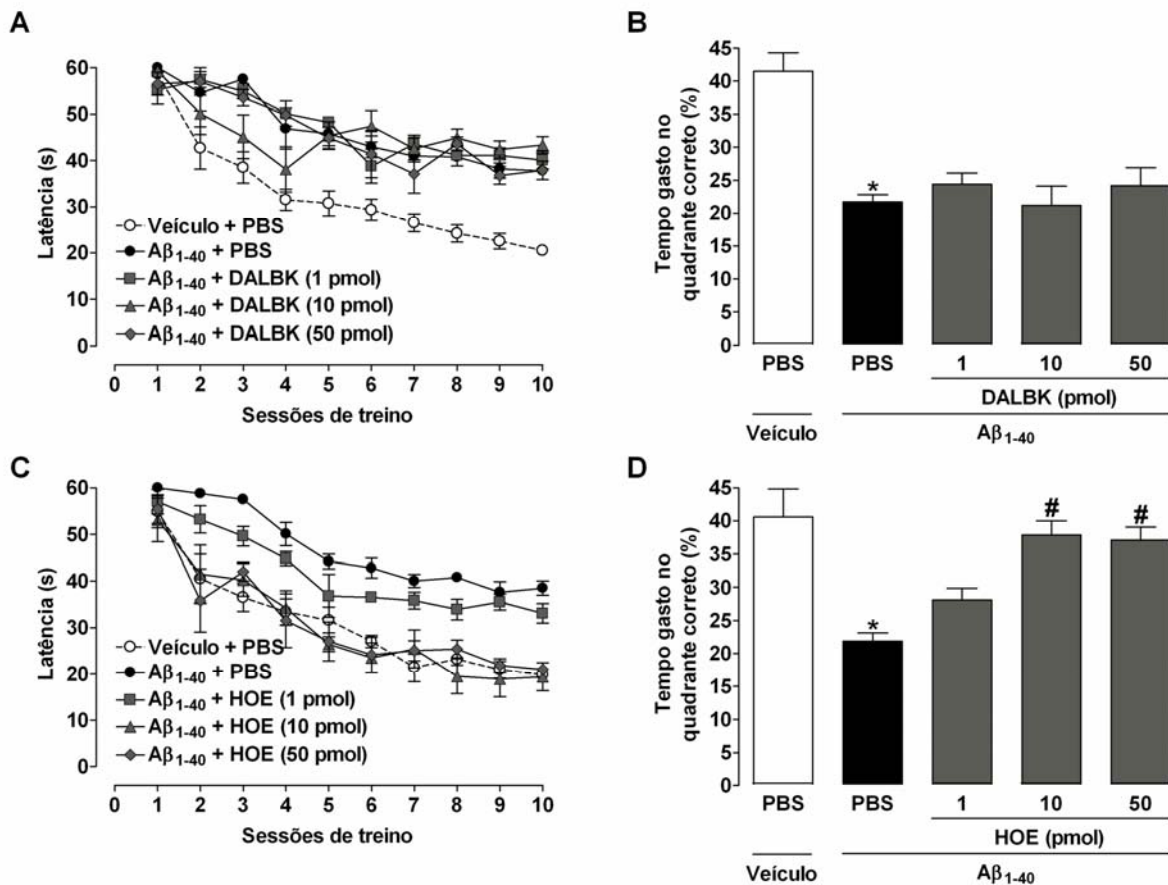 A
Latência (s)
60
50
40
30
20
0
Veículo + PBS
Aβ1-40 + PBS
Aβ1-40 + DALBK (1 pmol)
Aβ1-40 + DALBK (10 pmol)
Aβ1-40 + DALBK (50 pmol)
0 1 2 3 4 5 6 7 8 9 10
Sessões de treino
B
Tempo gasto no
quadrante correto (%)
45
40
35
30
25
20
15
10
5
0
*
PBS PBS 1 10 50
DALBK (pmol)
Veículo Aβ1-40
C
Latência (s)
60
50
40
30
20
0
Veículo + PBS
Aβ1-40 + PBS
Aβ1-40 + HOE (1 pmol)
Aβ1-40 + HOE (10 pmol)
Aβ1-40 + HOE (50 pmol)
0 1 2 3 4 5 6 7 8 9 10
Sessões de treino
D
Tempo gasto no
quadrante correto (%)
45
40
35
30
25
20
15
10
5
0
* # #
PBS PBS 1 10 50
HOE (pmol)
Veículo Aβ1-40